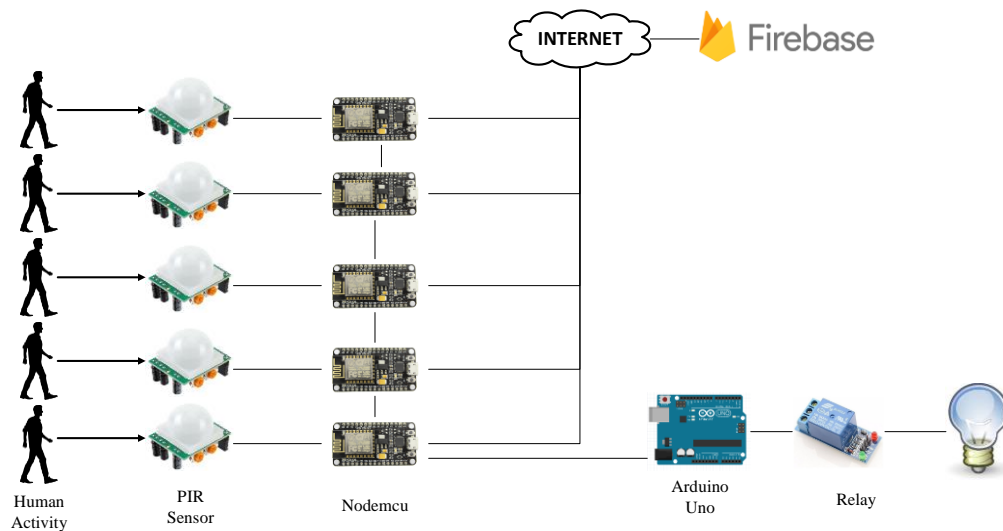 INTERNET
Firebase
Human
Activity
PIR
Sensor
Nodemcu
Arduino
Uno
Relay